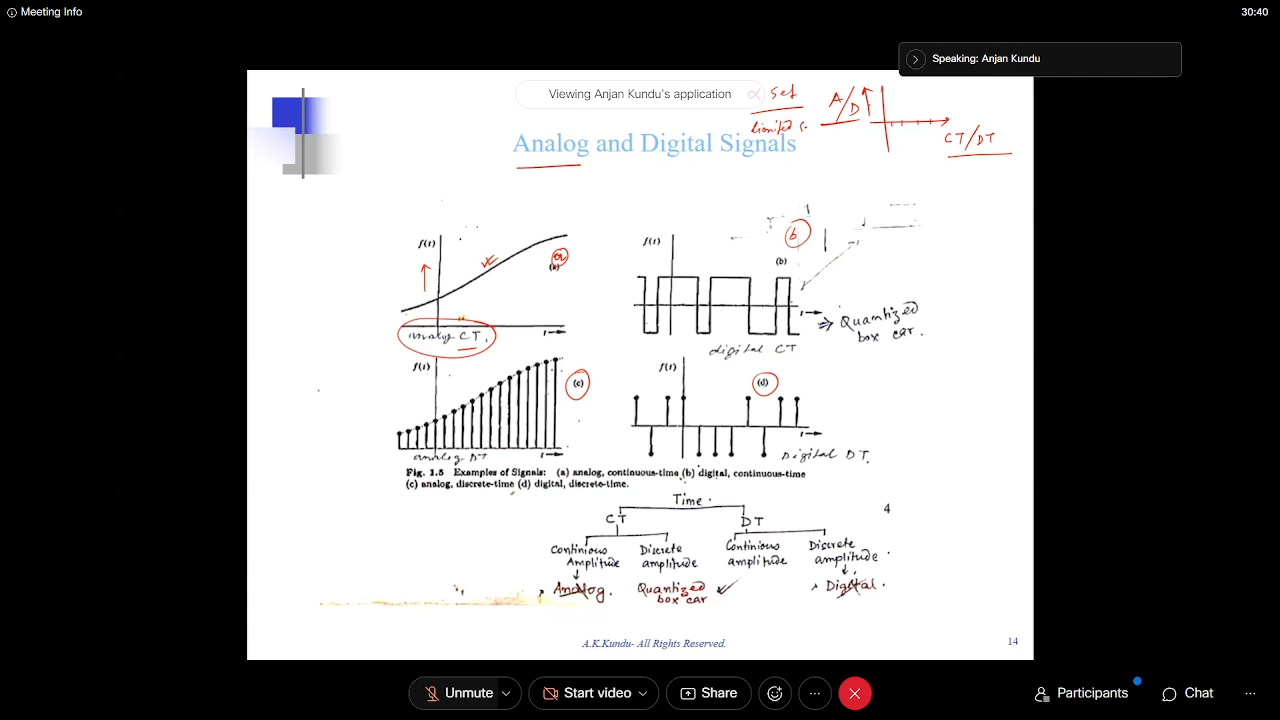 Meeting Info
30:40
Speaking: Anjan Kundu
Viewing Anjan Kundu's application
∝ set
limited s.
A/D
CT/DT
Analog and Digital Signals
f(t)
(a)
analog CT.
t
f(t)
b
(b)
t
⇒ Quantized
box car.
digital CT
f(t)
(c)
analog DT
t
f(t)
(d)
t
Digital DT.
Fig. 1.5 Examples of Signals: (a) analog, continuous-time (b) digital, continuous-time
(c) analog, discrete-time (d) digital, discrete-time.
Time.
4
CT
DT
Continious Amplitude
Discrete amplitude
Continious amplitude
Discrete amplitude.
Analog.
Quantized box car
Digital.
A.K.Kundu- All Rights Reserved.
14
Unmute
Start video
Share
Participants
Chat